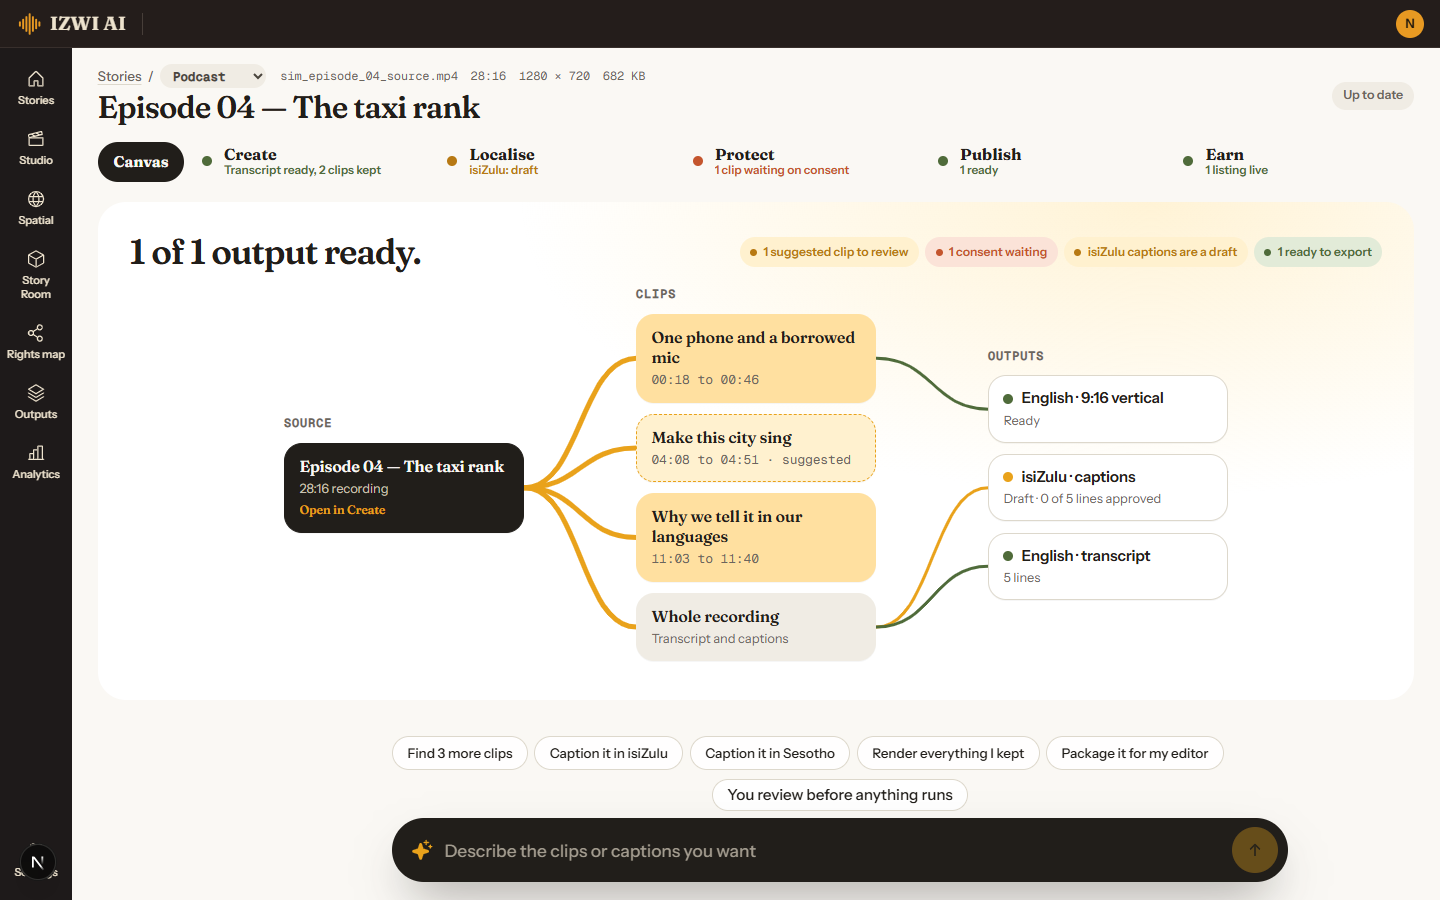 IZWI AI
N
Stories / Podcast sim_episode_04_source.mp4 28:16 1280 × 720 682 KB
Episode 04 — The taxi rank
Up to date
Canvas
Create
Transcript ready, 2 clips kept
Localise
isiZulu: draft
Protect
1 clip waiting on consent
Publish
1 ready
Earn
1 listing live
Stories
Studio
Spatial
Story
Room
Rights map
Outputs
Analytics
N
1 of 1 output ready.
1 suggested clip to review
1 consent waiting
isiZulu captions are a draft
1 ready to export
SOURCE
Episode 04 — The taxi rank
28:16 recording
Open in Create
CLIPS
One phone and a borrowed
mic
00:18 to 00:46
Make this city sing
04:08 to 04:51 · suggested
Why we tell it in our
languages
11:03 to 11:40
Whole recording
Transcript and captions
OUTPUTS
English · 9:16 vertical
Ready
isiZulu · captions
Draft · 0 of 5 lines approved
English · transcript
5 lines
Find 3 more clips
Caption it in isiZulu
Caption it in Sesotho
Render everything I kept
Package it for my editor
You review before anything runs
Describe the clips or captions you want